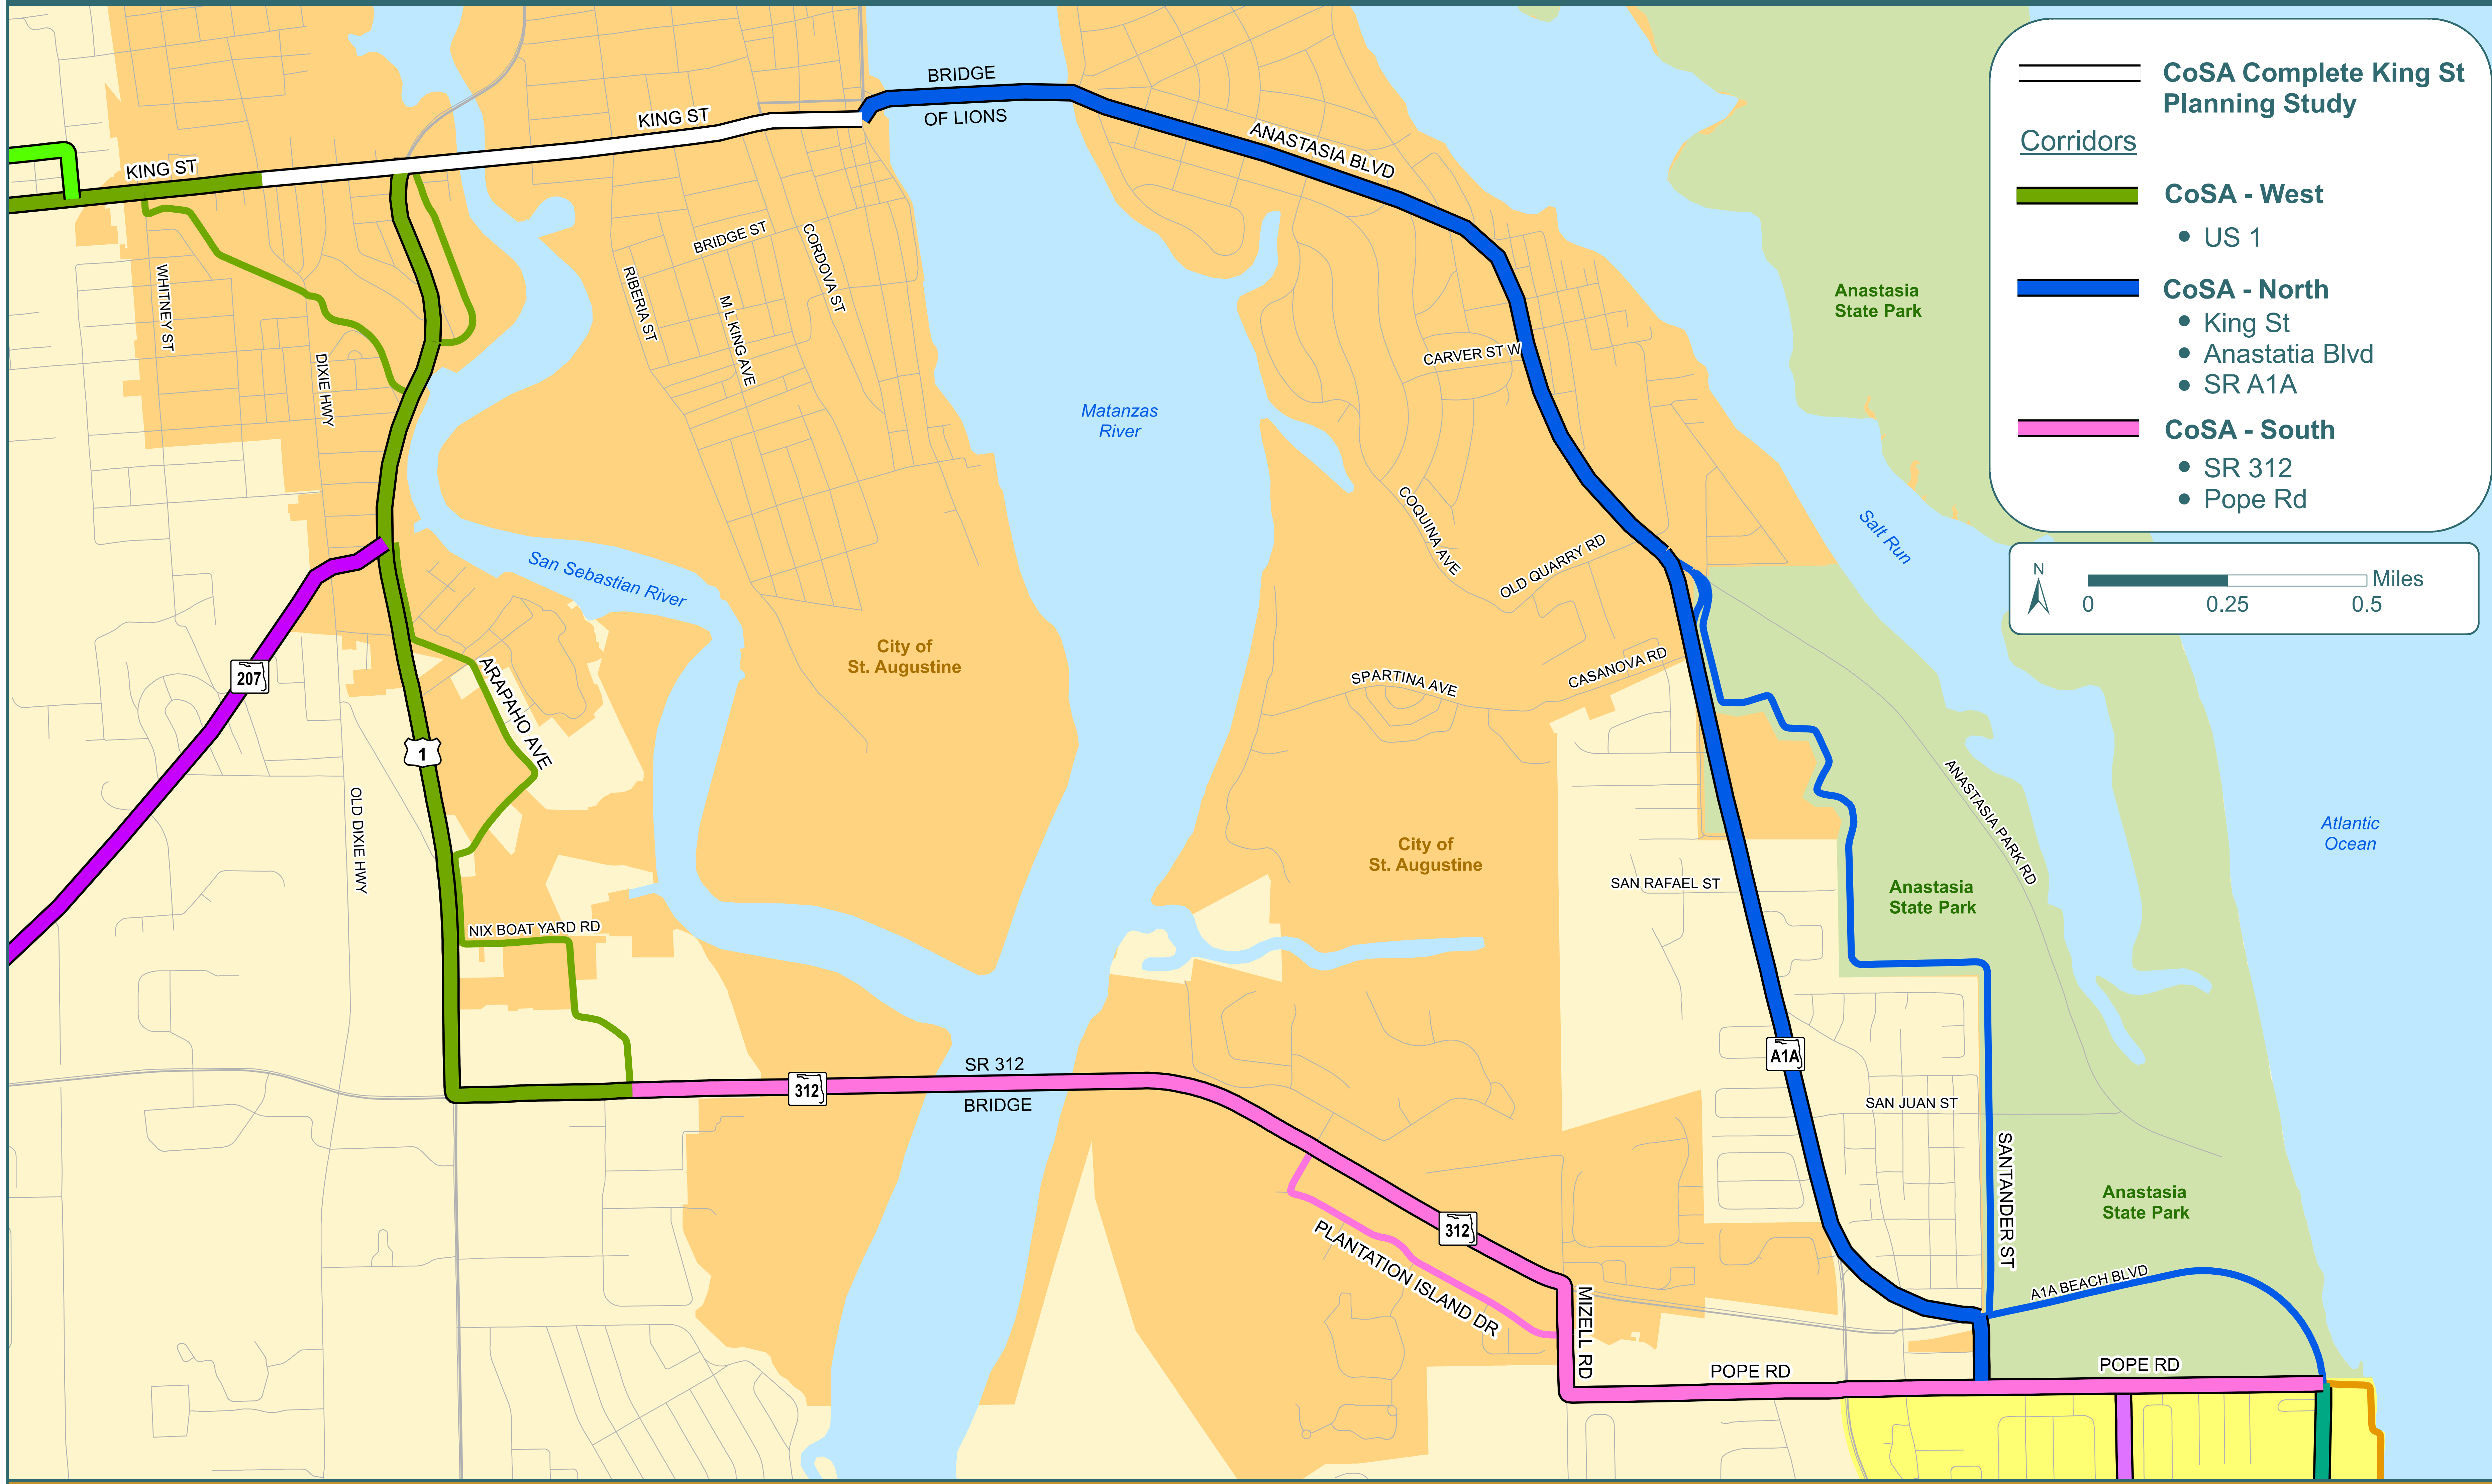 CoSA Complete King St
Planning Study
Corridors
CoSA - West
• US 1
CoSA - North
• King St
• Anastatia Blvd
• SR A1A
CoSA - South
• SR 312
• Pope Rd
N
Miles
0 0.25 0.5
BRIDGE
OF LIONS
KING ST
KING ST
ANASTASIA BLVD
BRIDGE ST
CORDOVA ST
RIBERIA ST
M L KING AVE
WHITNEY ST
DIXIE HWY
Anastasia
State Park
CARVER ST W
Matanzas
River
COQUINA AVE
OLD QUARRY RD
Salt Run
San Sebastian River
City of
St. Augustine
SPARTINA AVE
CASANOVA RD
207
ARAPAHO AVE
1
OLD DIXIE HWY
ANASTASIA PARK RD
Atlantic
Ocean
City of
St. Augustine
SAN RAFAEL ST
Anastasia
State Park
NIX BOAT YARD RD
A1A
SR 312
BRIDGE
312
SAN JUAN ST
SANTANDER ST
Anastasia
State Park
312
PLANTATION ISLAND DR
A1A BEACH BLVD
MIZELL RD
POPE RD
POPE RD